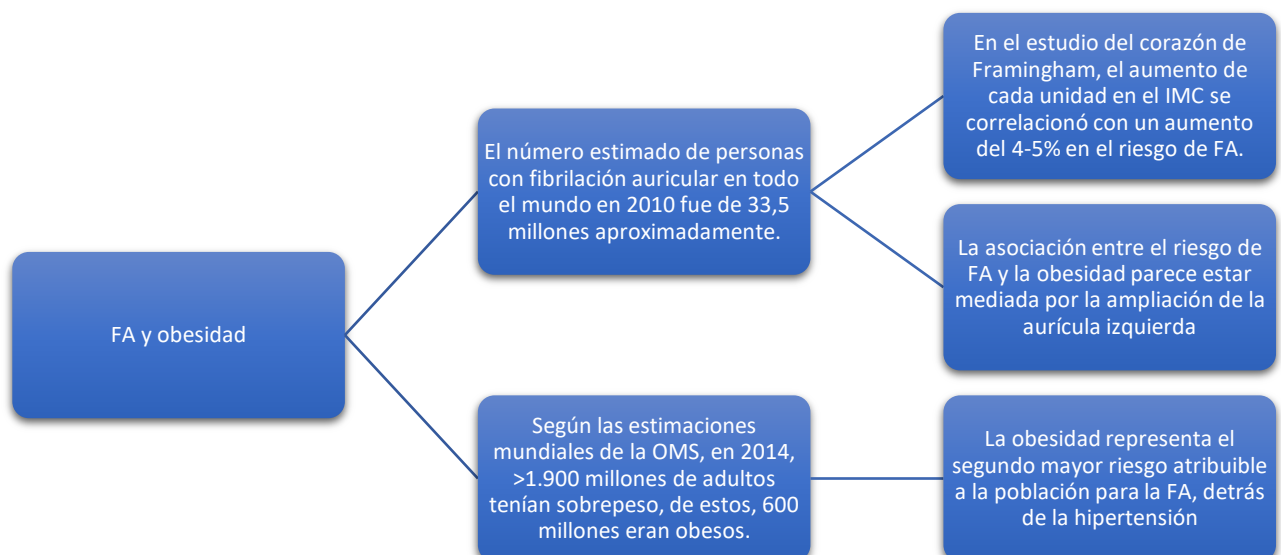 FA y obesidad
El número estimado de personas
con fibrilación auricular en todo
el mundo en 2010 fue de 33,5
millones aproximadamente.
En el estudio del corazón de
Framingham, el aumento de
cada unidad en el IMC se
correlacionó con un aumento
del 4-5% en el riesgo de FA.
La asociación entre el riesgo de
FA y la obesidad parece estar
mediada por la ampliación de la
aurícula izquierda
Según las estimaciones
mundiales de la OMS, en 2014,
>1.900 millones de adultos
tenían sobrepeso, de estos, 600
millones eran obesos.
La obesidad representa el
segundo mayor riesgo atribuible
a la población para la FA, detrás
de la hipertensión